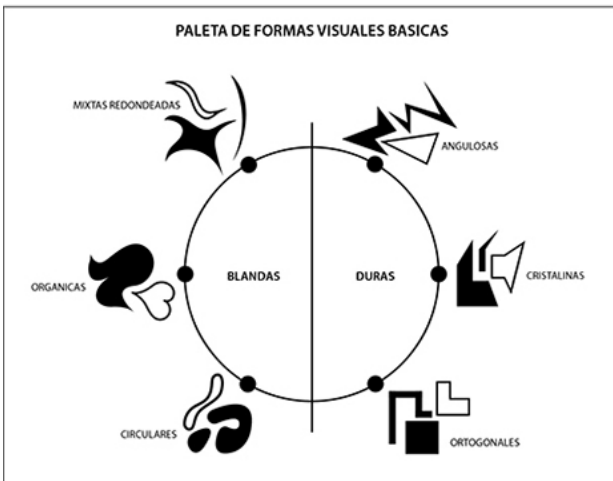 PALETA DE FORMAS VISUALES BASICAS
MIXTAS REDONDEADAS
ANGULOSAS
ORGANICAS
BLANDAS
DURAS
CRISTALINAS
CIRCULARES
ORTOGONALES